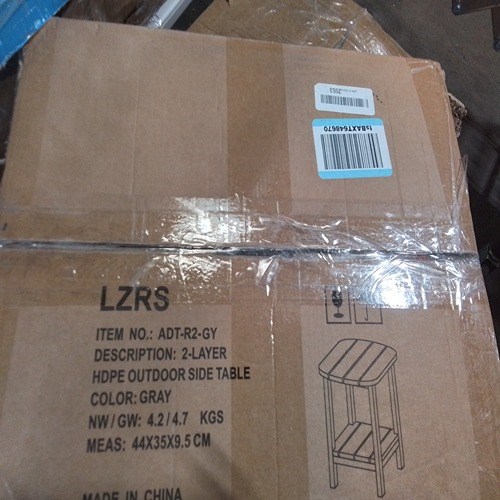 tsBAXT648670
LZRS
ITEM NO.: ADT-R2-GY
DESCRIPTION: 2-LAYER
HDPE OUTDOOR SIDE TABLE
COLOR: GRAY
NW/GW: 4.2/4.7 KGS
MEAS: 44X35X9.5 CM
MADE IN CHINA